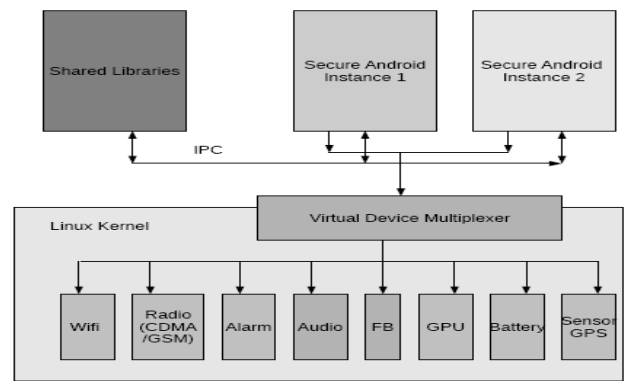 Shared Libraries
Secure Android
Instance 1
Secure Android
Instance 2
IPC
Virtual Device Multiplexer
Linux Kernel
Wifi
Radio
(CDMA
/GSM)
Alarm
Audio
FB
GPU
Battery
Sensor
GPS